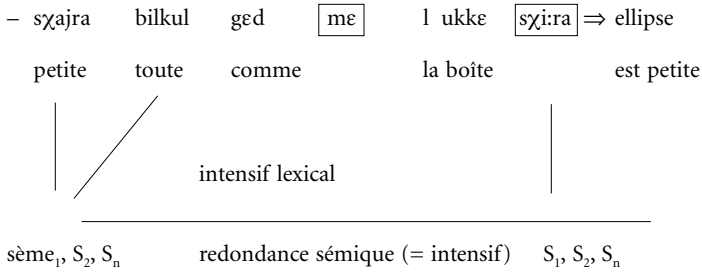 – sχajra bilkul gɛd mɛ l ukkɛ sχi:ra ⇒ ellipse
petite toute comme la boîte est petite
intensif lexical
sème₁, S₂, Sₙ redondance sémique (= intensif) S₁, S₂, Sₙ